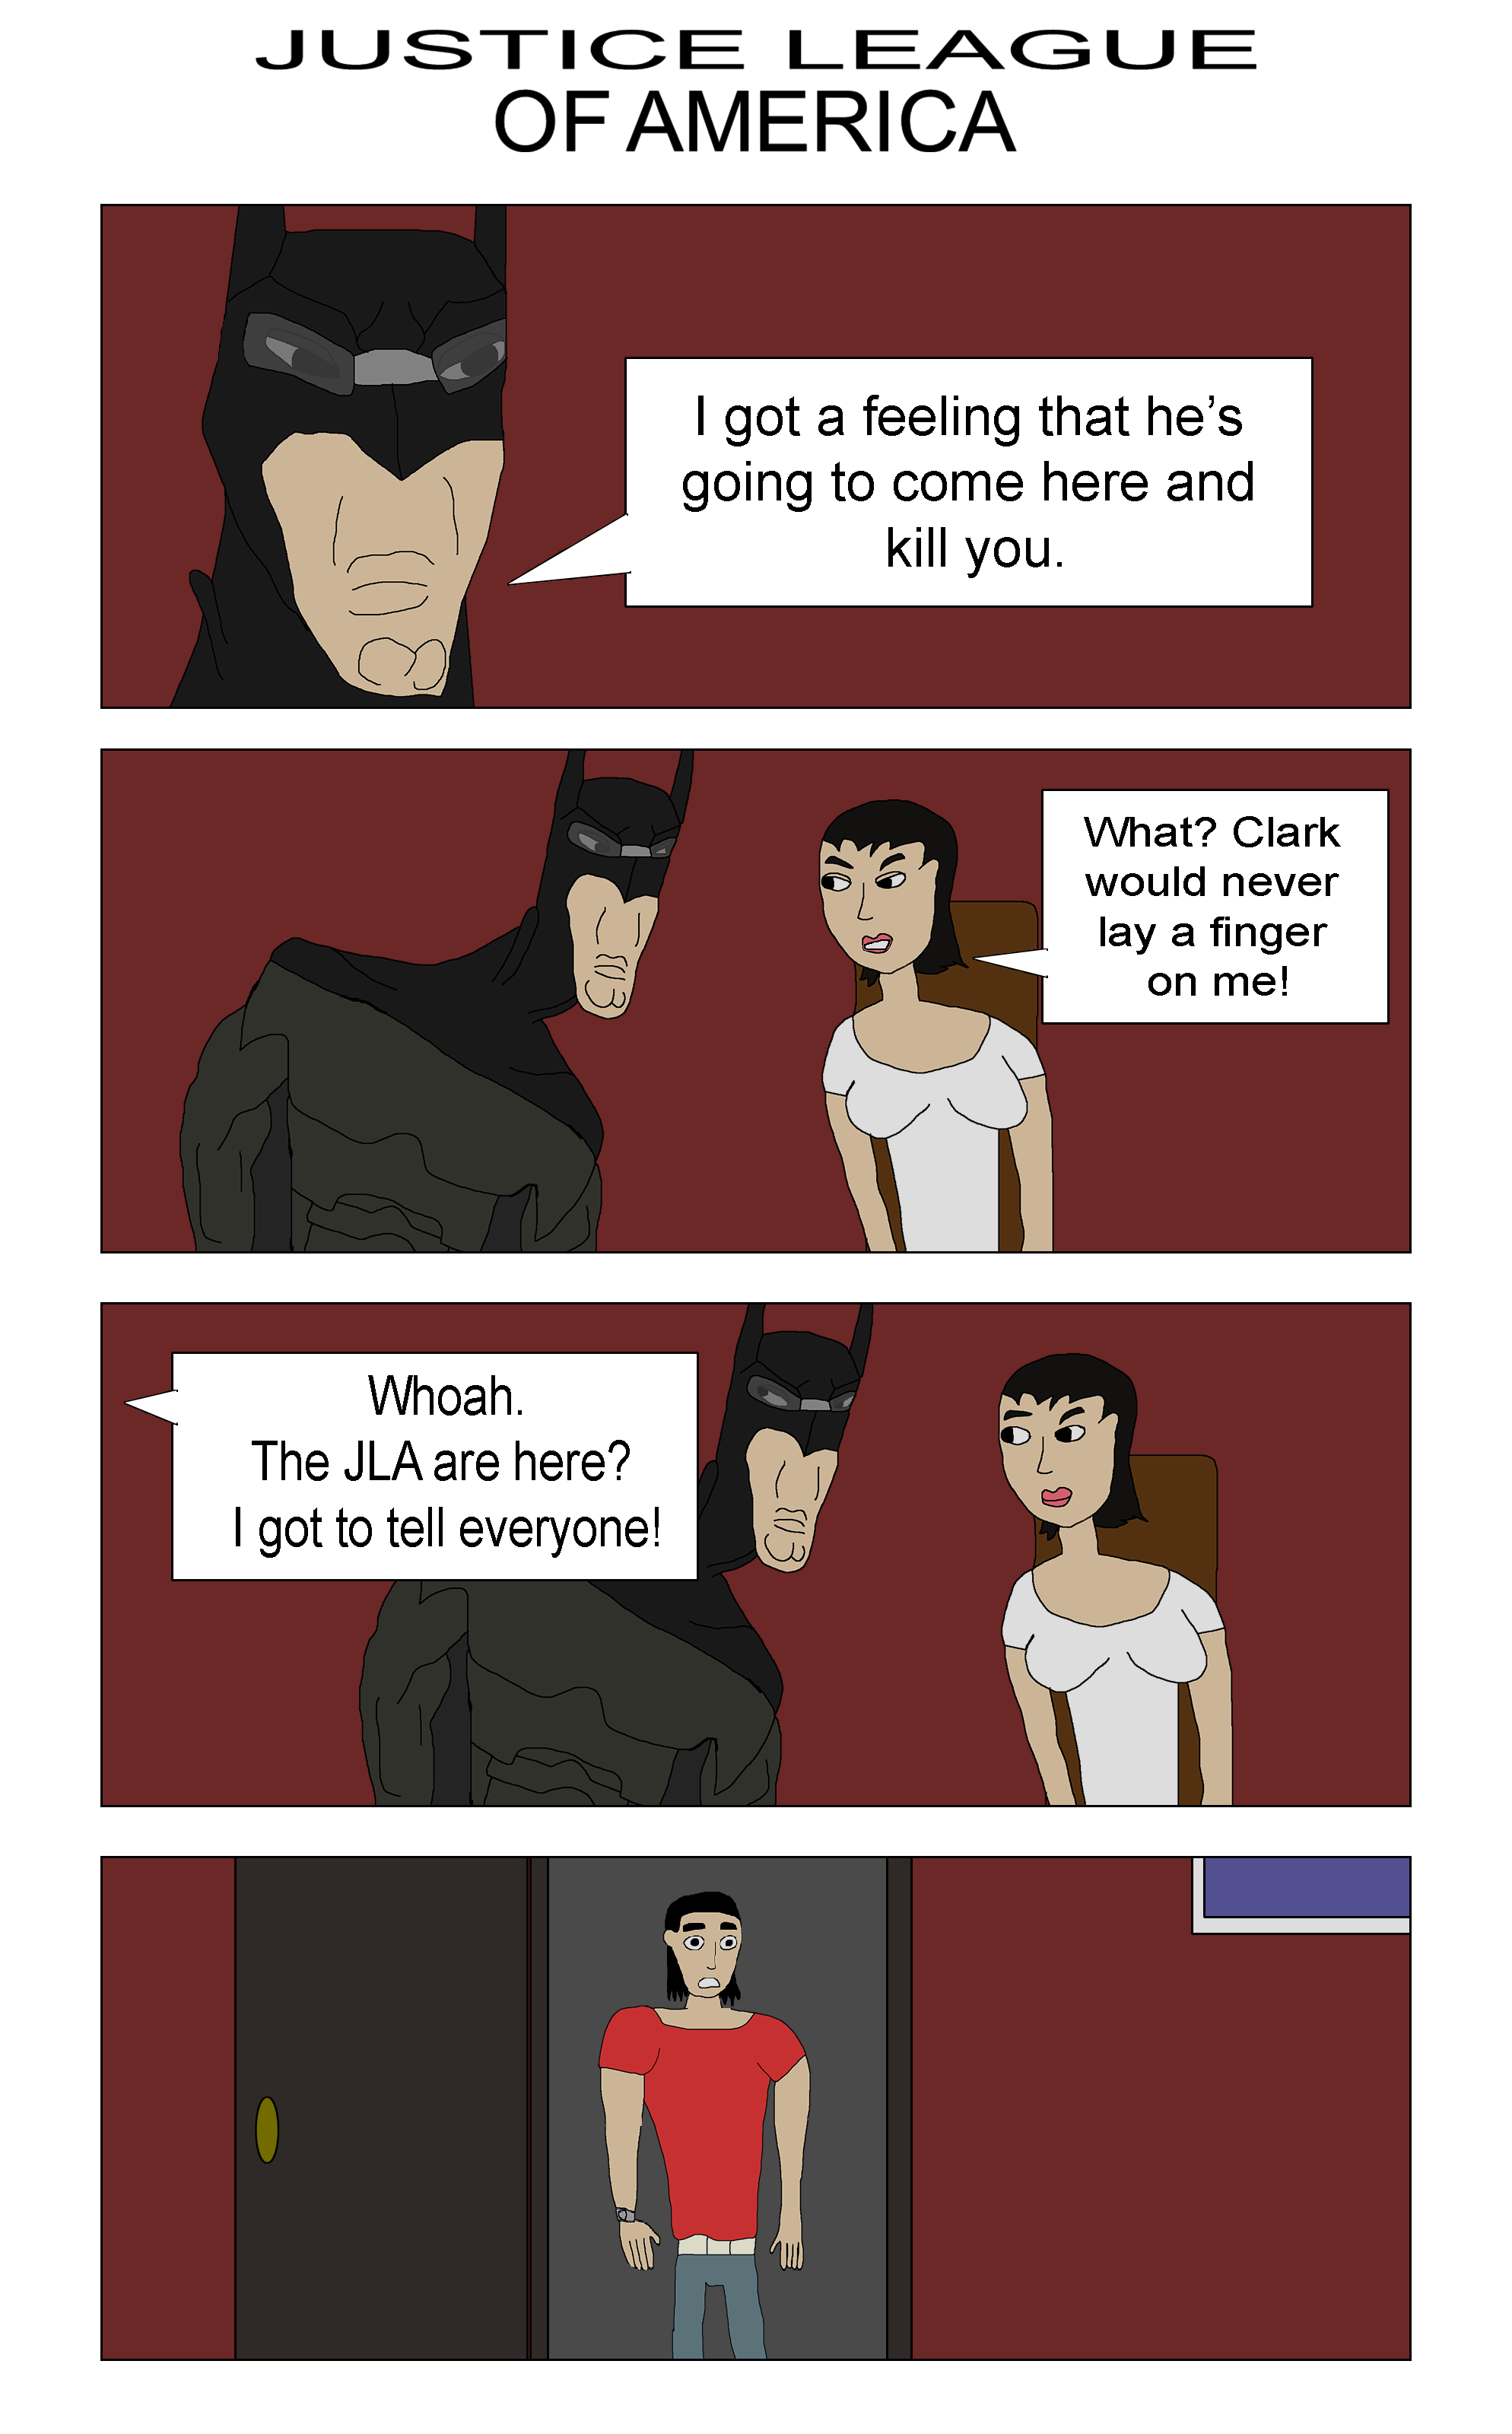 JUSTICE LEAGUE
OF AMERICA
I got a feeling that he’s
going to come here and
kill you.
What? Clark
would never
lay a finger
on me!
Whoah.
The JLA are here?
I got to tell everyone!